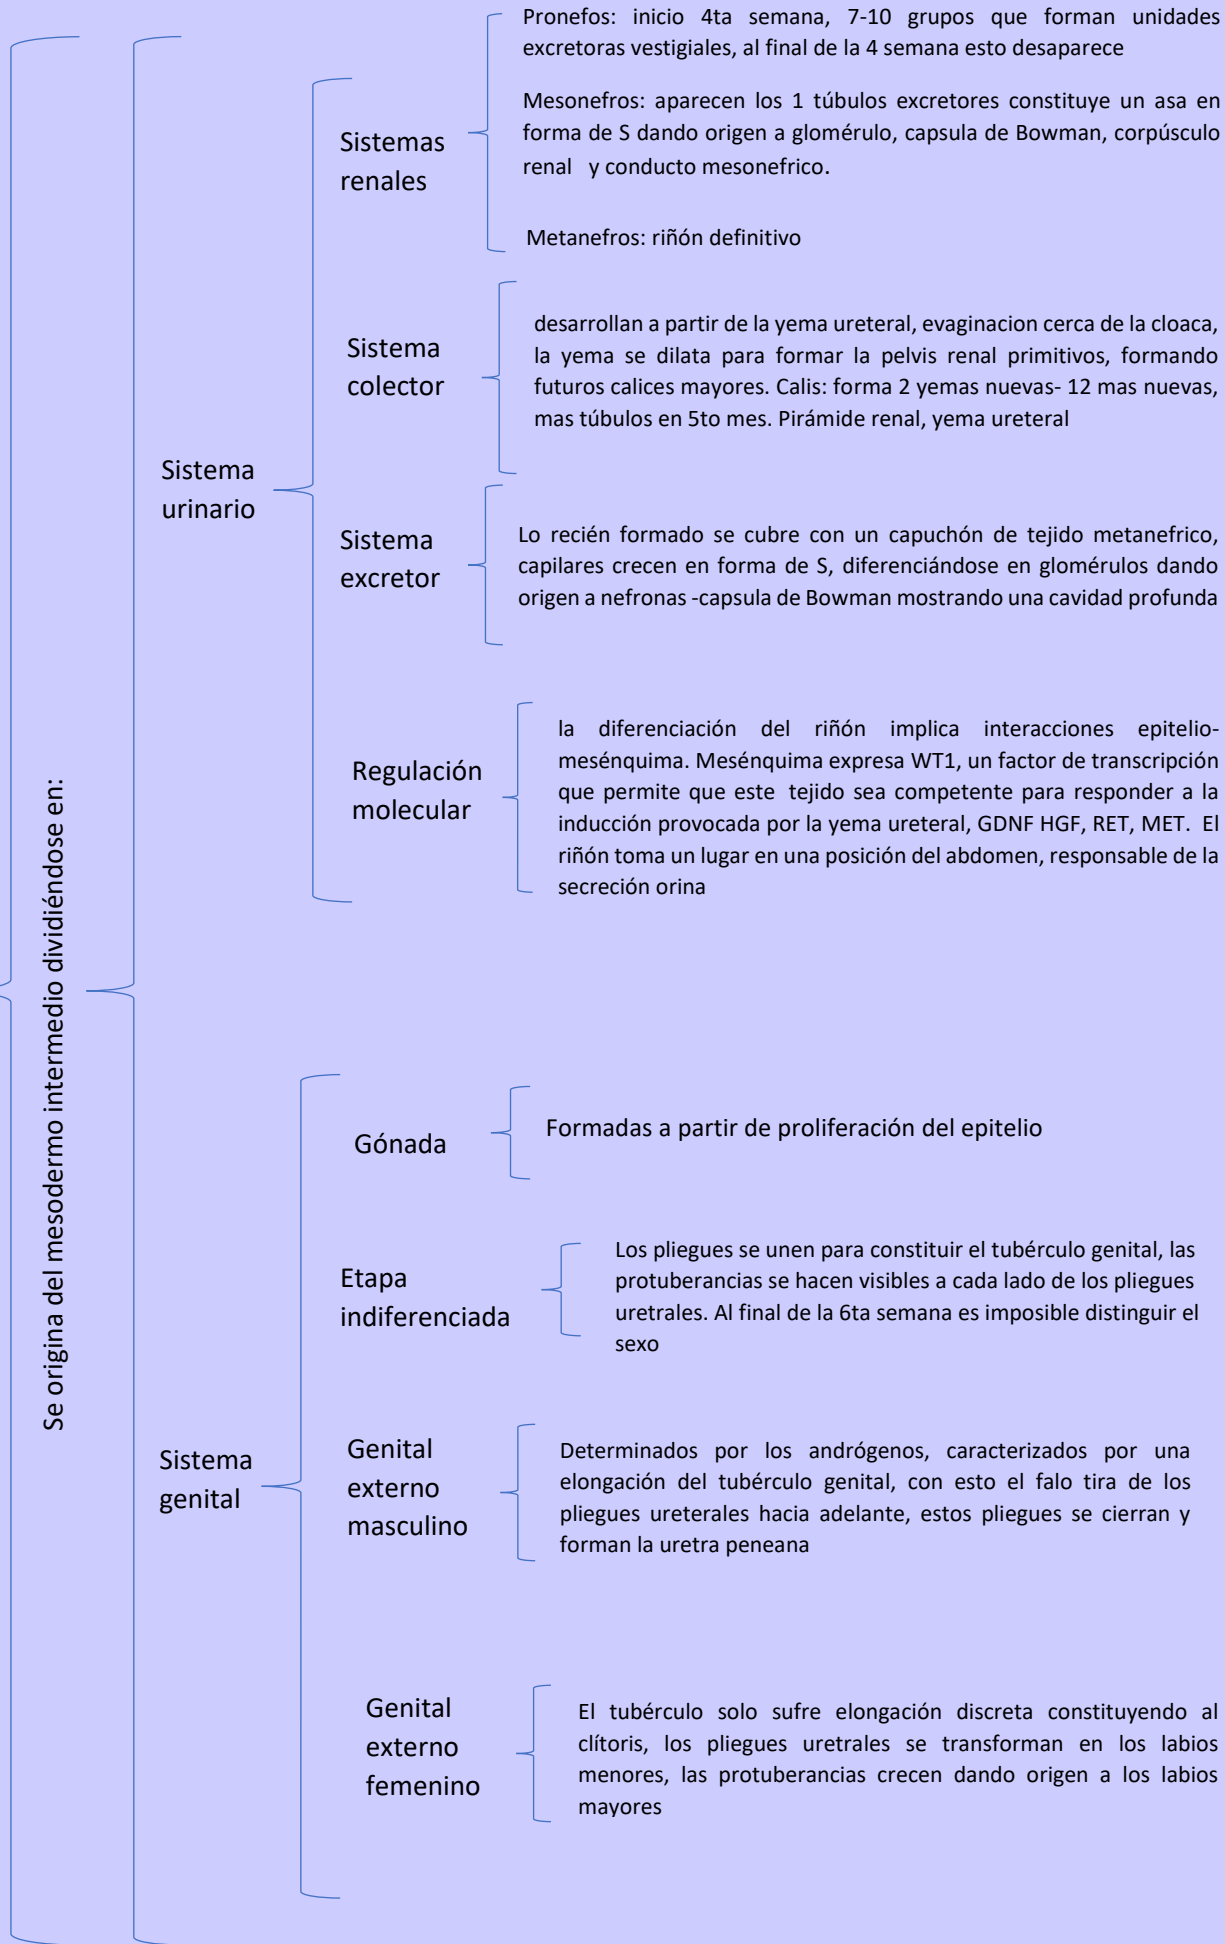 Se origina del mesodermo intermedio dividiéndose en:
Sistema
urinario
Sistemas
renales
Pronefos: inicio 4ta semana, 7-10 grupos que forman unidades
excretoras vestigiales, al final de la 4 semana esto desaparece
Mesonefros: aparecen los 1 túbulos excretores constituye un asa en
forma de S dando origen a glomérulo, capsula de Bowman, corpúsculo
renal y conducto mesonefrico.
Metanefros: riñón definitivo
Sistema
colector
desarrollan a partir de la yema ureteral, evaginacion cerca de la cloaca,
la yema se dilata para formar la pelvis renal primitivos, formando
futuros calices mayores. Calis: forma 2 yemas nuevas- 12 mas nuevas,
mas túbulos en 5to mes. Pirámide renal, yema ureteral
Sistema
excretor
Lo recién formado se cubre con un capuchón de tejido metanefrico,
capilares crecen en forma de S, diferenciándose en glomérulos dando
origen a nefronas -capsula de Bowman mostrando una cavidad profunda
Regulación
molecular
la diferenciación del riñón implica interacciones epitelio-
mesénquima. Mesénquima expresa WT1, un factor de transcripción
que permite que este tejido sea competente para responder a la
inducción provocada por la yema ureteral, GDNF HGF, RET, MET. El
riñón toma un lugar en una posición del abdomen, responsable de la
secreción orina
Sistema
genital
Gónada
Formadas a partir de proliferación del epitelio
Etapa
indiferenciada
Los pliegues se unen para constituir el tubérculo genital, las
protuberancias se hacen visibles a cada lado de los pliegues
uretrales. Al final de la 6ta semana es imposible distinguir el
sexo
Genital
externo
masculino
Determinados por los andrógenos, caracterizados por una
elongación del tubérculo genital, con esto el falo tira de los
pliegues ureterales hacia adelante, estos pliegues se cierran y
forman la uretra peneana
Genital
externo
femenino
El tubérculo solo sufre elongación discreta constituyendo al
clítoris, los pliegues uretrales se transforman en los labios
menores, las protuberancias crecen dando origen a los labios
mayores